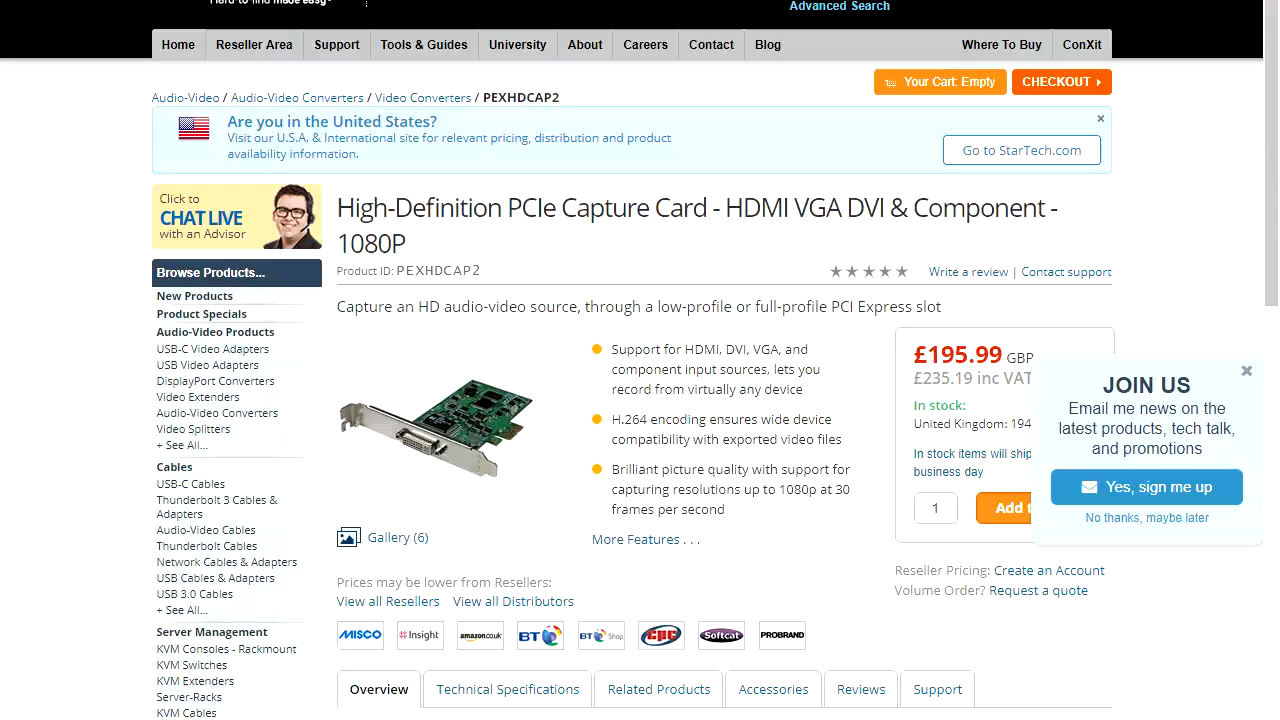 Hard-to-find made easy®
Advanced Search
Home Reseller Area Support Tools & Guides University About Careers Contact Blog Where To Buy ConXit
Your Cart: Empty CHECKOUT
Audio-Video / Audio-Video Converters / Video Converters / PEXHDCAP2
Are you in the United States?
Visit our U.S.A. & International site for relevant pricing, distribution and product
availability information.
Go to StarTech.com
Click to
CHAT LIVE
with an Advisor
Browse Products...
New Products
Product Specials
Audio-Video Products
USB-C Video Adapters
USB Video Adapters
DisplayPort Converters
Video Extenders
Audio-Video Converters
Video Splitters
+ See All...
Cables
USB-C Cables
Thunderbolt 3 Cables &
Adapters
Audio-Video Cables
Thunderbolt Cables
Network Cables & Adapters
USB Cables & Adapters
USB 3.0 Cables
+ See All...
Server Management
KVM Consoles - Rackmount
KVM Switches
KVM Extenders
Server-Racks
KVM Cables
High-Definition PCIe Capture Card - HDMI VGA DVI & Component -
1080P
Product ID: PEXHDCAP2
Write a review | Contact support
Capture an HD audio-video source, through a low-profile or full-profile PCI Express slot
Gallery (6)
Support for HDMI, DVI, VGA, and
component input sources, lets you
record from virtually any device
H.264 encoding ensures wide device
compatibility with exported video files
Brilliant picture quality with support for
capturing resolutions up to 1080p at 30
frames per second
More Features . . .
£195.99 GBP
£235.19 inc VAT
In stock:
United Kingdom: 194
In stock items will ship
business day
1
Add
JOIN US
Email me news on the
latest products, tech talk,
and promotions
Yes, sign me up
No thanks, maybe later
Reseller Pricing: Create an Account
Volume Order? Request a quote
Prices may be lower from Resellers:
View all Resellers View all Distributors
MISCO Insight amazon.co.uk BT BT Shop CPC Softcat PROBRAND
Overview Technical Specifications Related Products Accessories Reviews Support